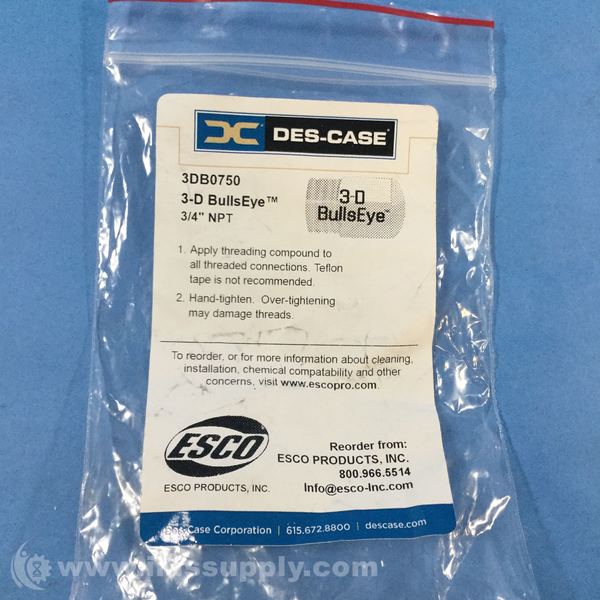 DES-CASE
3DB0750
3-D BullsEye™
3/4" NPT
3-D
BullsEye™
1. Apply threading compound to
all threaded connections. Teflon
tape is not recommended.
2. Hand-tighten. Over-tightening
may damage threads.
To reorder, or for more information about cleaning,
installation, chemical compatability and other
concerns, visit www.escopro.com
ESCO
ESCO PRODUCTS, INC.
Reorder from:
ESCO PRODUCTS, INC.
800.966.5514
Info@esco-inc.com
Des-Case Corporation | 615.672.8800 | descase.com
www.imssupply.com